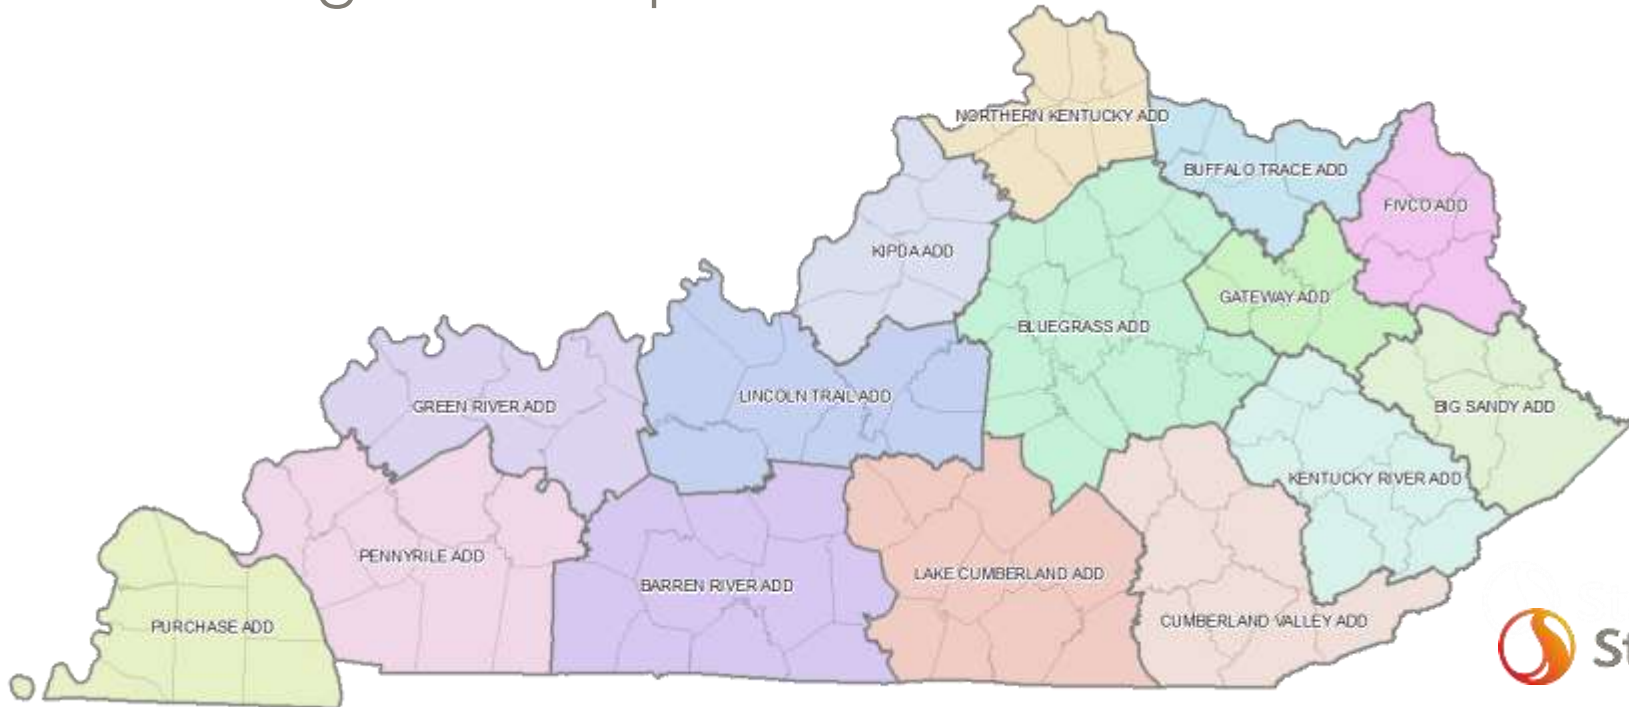 NORTHERN KENTUCKY ADD
BUFFALO TRACE ADD
FIVCO ADD
KIPDA ADD
GATEWAY ADD
BLUEGRASS ADD
LINCOLN TRAIL ADD
GREEN RIVER ADD
BIG SANDY ADD
KENTUCKY RIVER ADD
PENNYRILE ADD
LAKE CUMBERLAND ADD
BARREN RIVER ADD
CUMBERLAND VALLEY ADD
PURCHASE ADD
St